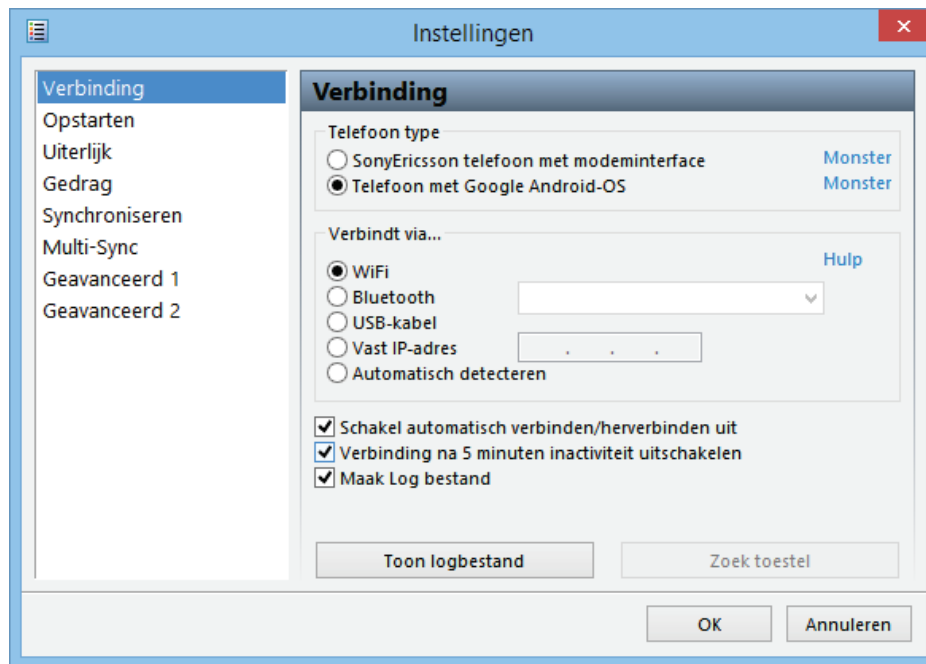 Instellingen
Verbinding
Opstarten
Uiterlijk
Gedrag
Synchroniseren
Multi-Sync
Geavanceerd 1
Geavanceerd 2
Verbinding
Telefoon type
SonyEricsson telefoon met modeminterface Monster
Telefoon met Google Android-OS Monster
Verbindt via...
Hulp
WiFi
Bluetooth
USB-kabel
Vast IP-adres . . .
Automatisch detecteren
Schakel automatisch verbinden/herverbinden uit
Verbinding na 5 minuten inactiviteit uitschakelen
Maak Log bestand
Toon logbestand Zoek toestel
OK Annuleren